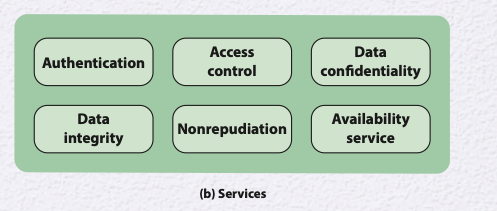 Authentication
Access
control
Data
confidentiality
Data
integrity
Nonrepudiation
Availability
service
(b) Services